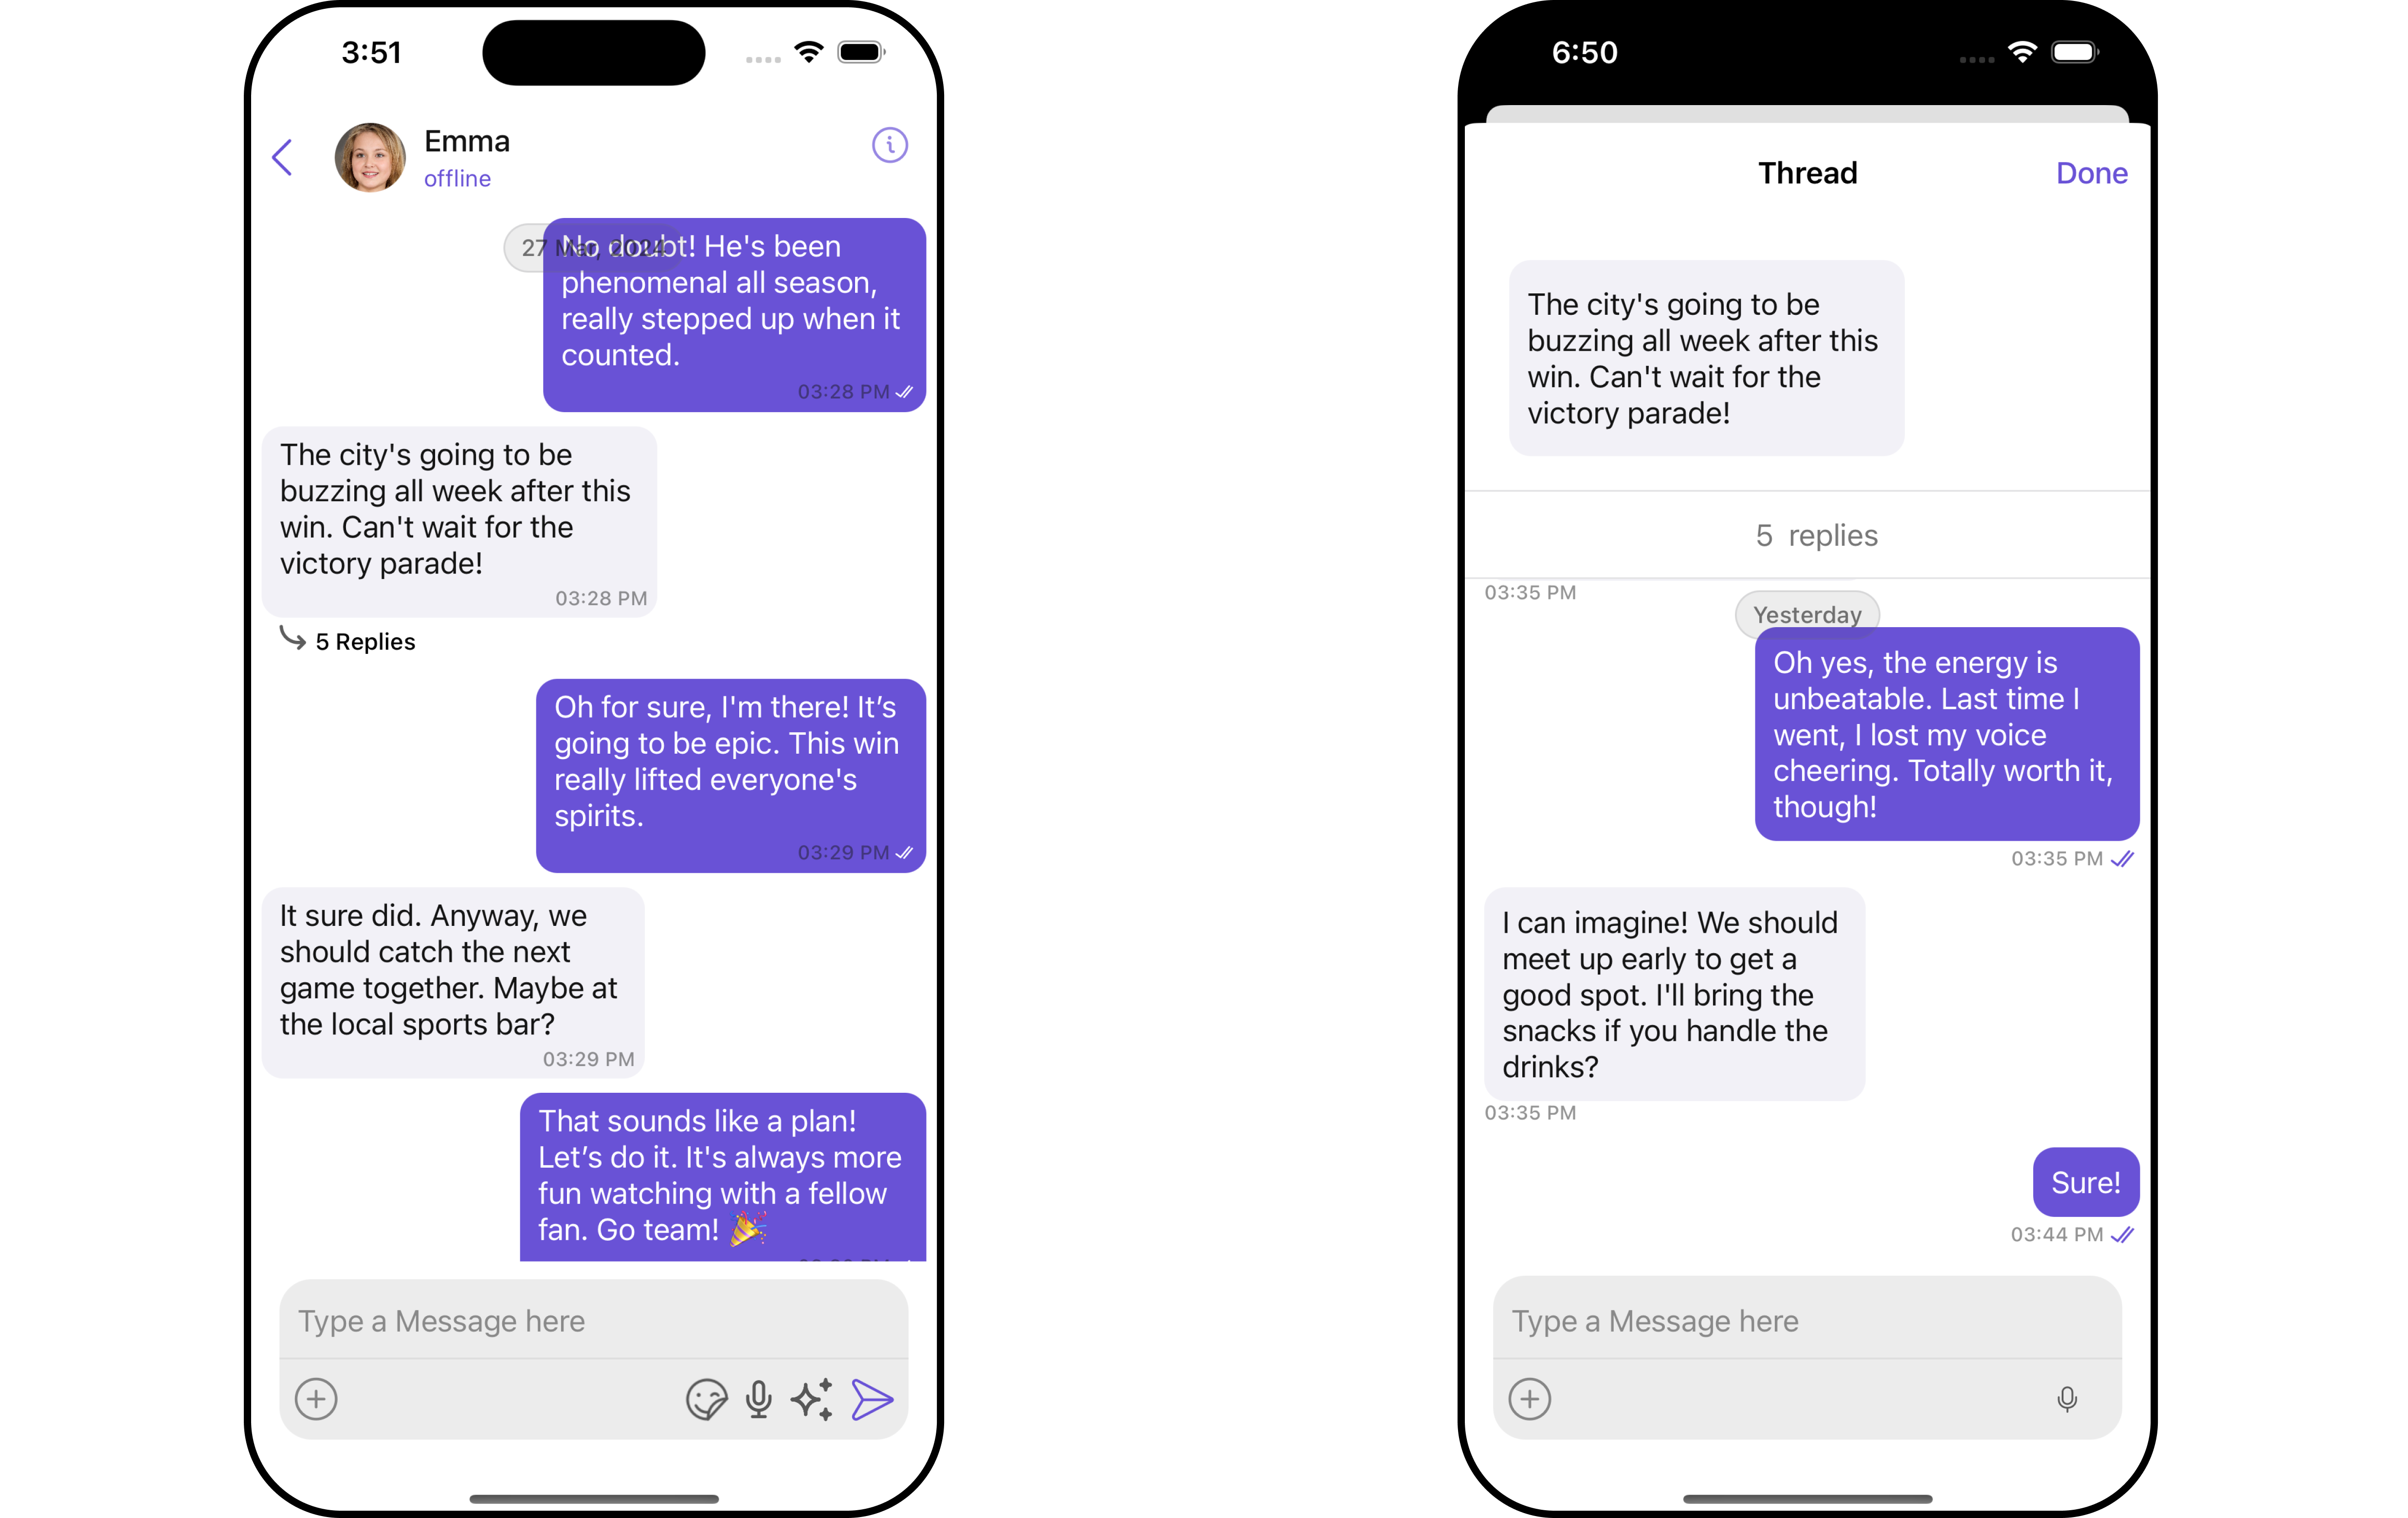 3:51
Emma
offline
27 Mar, 2024
No doubt! He's been
phenomenal all season,
really stepped up when it
counted.
03:28 PM
The city's going to be
buzzing all week after this
win. Can't wait for the
victory parade!
03:28 PM
5 Replies
Oh for sure, I'm there! It’s
going to be epic. This win
really lifted everyone's
spirits.
03:29 PM
It sure did. Anyway, we
should catch the next
game together. Maybe at
the local sports bar?
03:29 PM
That sounds like a plan!
Let’s do it. It's always more
fun watching with a fellow
fan. Go team! 🎉
Type a Message here
6:50
Thread
Done
The city's going to be
buzzing all week after this
win. Can't wait for the
victory parade!
5 replies
03:35 PM
Yesterday
Oh yes, the energy is
unbeatable. Last time I
went, I lost my voice
cheering. Totally worth it,
though!
03:35 PM
I can imagine! We should
meet up early to get a
good spot. I'll bring the
snacks if you handle the
drinks?
03:35 PM
Sure!
03:44 PM
Type a Message here